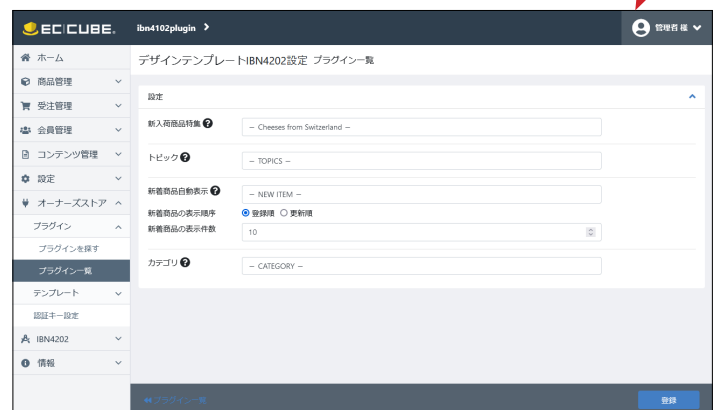 EC CUBE
ibn4102plugin
管理者 様
ホーム
商品管理
受注管理
会員管理
コンテンツ管理
設定
オーナーズストア
プラグイン
プラグインを探す
プラグイン一覧
テンプレート
認証キー設定
IBN4202
情報
デザインテンプレートIBN4202設定 プラグイン一覧
設定
新入荷商品特集 ?
― Cheeses from Switzerland ―
トピック ?
― TOPICS ―
新着商品自動表示 ?
― NEW ITEM ―
新着商品の表示順序 登録順 更新順
新着商品の表示件数 10
カテゴリ ?
― CATEGORY ―
プラグイン一覧
登録